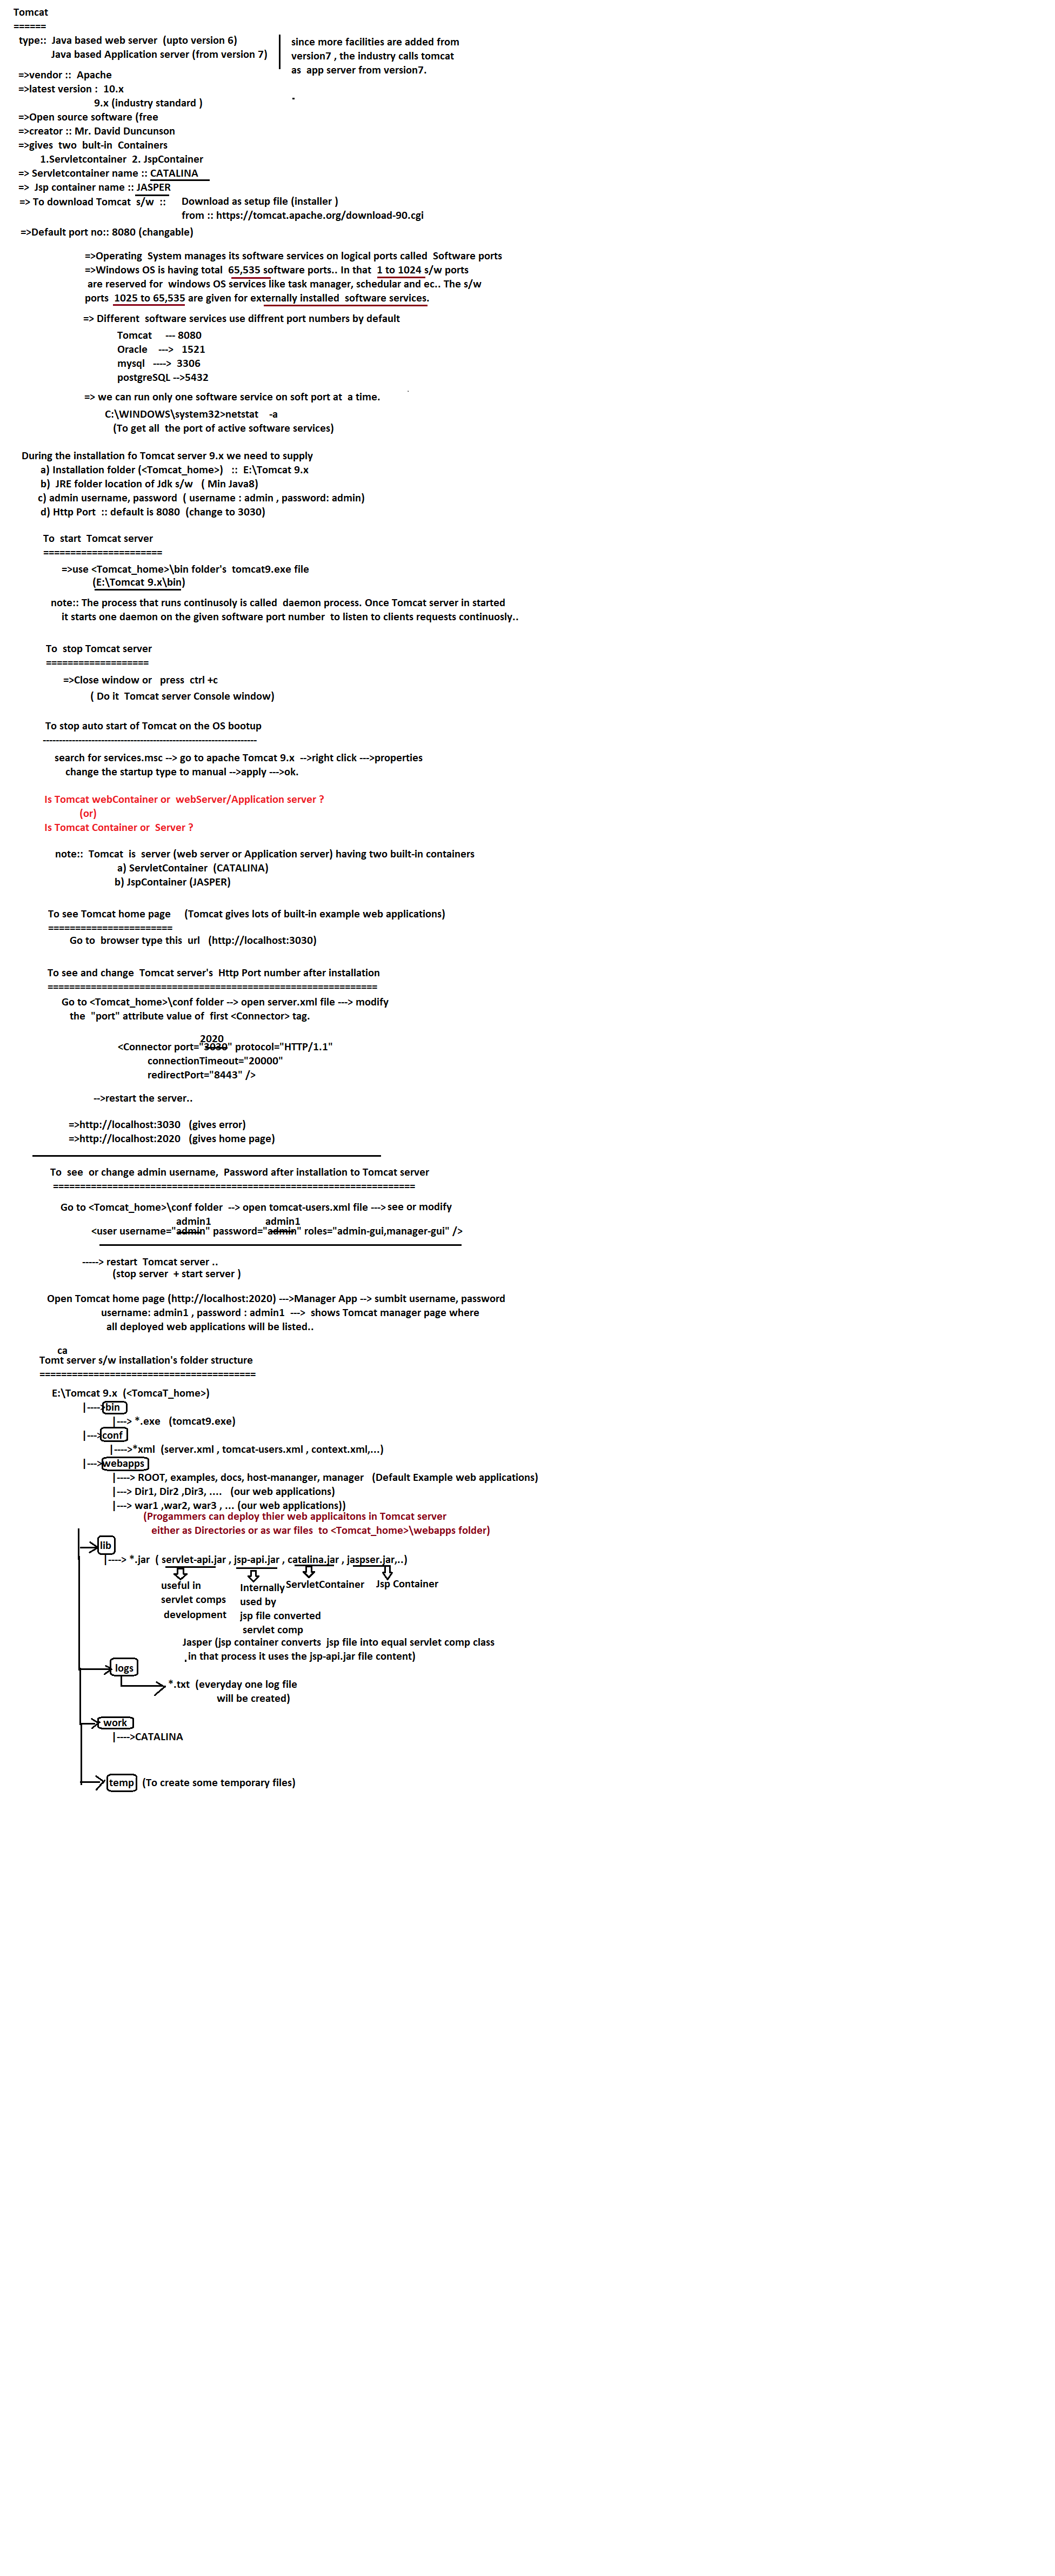 Tomcat
======
type:: Java based web server (upto version 6)
Java based Application server (from version 7)
since more facilities are added from
version7 , the industry calls tomcat
as app server from version7.
=>vendor :: Apache
=>latest version : 10.x
9.x (industry standard )
=>Open source software (free
=>creator :: Mr. David Duncunson
=>gives two bult-in Containers
1.Servletcontainer 2. JspContainer
=> Servletcontainer name :: CATALINA
=> Jsp container name :: JASPER
=> To download Tomcat s/w :: Download as setup file (installer )
from :: https://tomcat.apache.org/download-90.cgi
=>Default port no:: 8080 (changable)
=>Operating System manages its software services on logical ports called Software ports
=>Windows OS is having total 65,535 software ports.. In that 1 to 1024 s/w ports
are reserved for windows OS services like task manager, schedular and ec.. The s/w
ports 1025 to 65,535 are given for externally installed software services.
=> Different software services use diffrent port numbers by default
Tomcat --- 8080
Oracle ---> 1521
mysql ----> 3306
postgreSQL -->5432
=> we can run only one software service on soft port at a time.
C:\WINDOWS\system32>netstat -a
(To get all the port of active software services)
During the installation fo Tomcat server 9.x we need to supply
a) Installation folder (<Tomcat_home>) :: E:\Tomcat 9.x
b) JRE folder location of Jdk s/w ( Min Java8)
c) admin username, password ( username : admin , password: admin)
d) Http Port :: default is 8080 (change to 3030)
To start Tomcat server
======================
=>use <Tomcat_home>\bin folder's tomcat9.exe file
(E:\Tomcat 9.x\bin)
note:: The process that runs continusoly is called daemon process. Once Tomcat server in started
it starts one daemon on the given software port number to listen to clients requests continuosly..
To stop Tomcat server
===================
=>Close window or press ctrl +c
( Do it Tomcat server Console window)
To stop auto start of Tomcat on the OS bootup
------------------------------------------------------------------
search for services.msc --> go to apache Tomcat 9.x -->right click --->properties
change the startup type to manual -->apply --->ok.
Is Tomcat webContainer or webServer/Application server ?
(or)
Is Tomcat Container or Server ?
note:: Tomcat is server (web server or Application server) having two built-in containers
a) ServletContainer (CATALINA)
b) JspContainer (JASPER)
To see Tomcat home page (Tomcat gives lots of built-in example web applications)
=======================
Go to browser type this url (http://localhost:3030)
To see and change Tomcat server's Http Port number after installation
=============================================================
Go to <Tomcat_home>\conf folder --> open server.xml file ---> modify
the "port" attribute value of first <Connector> tag.
2020
<Connector port="3030" protocol="HTTP/1.1"
connectionTimeout="20000"
redirectPort="8443" />
-->restart the server..
=>http://localhost:3030 (gives error)
=>http://localhost:2020 (gives home page)
To see or change admin username, Password after installation to Tomcat server
===================================================================
Go to <Tomcat_home>\conf folder --> open tomcat-users.xml file ---> see or modify
admin1 admin1
<user username="admin" password="admin" roles="admin-gui,manager-gui" />
-----> restart Tomcat server ..
(stop server + start server )
Open Tomcat home page (http://localhost:2020) --->Manager App --> sumbit username, password
username: admin1 , password : admin1 ---> shows Tomcat manager page where
all deployed web applications will be listed..
ca
Tomt server s/w installation's folder structure
========================================
E:\Tomcat 9.x (<TomcaT_home>)
|---->bin
|---> *.exe (tomcat9.exe)
|--->conf
|---->*xml (server.xml , tomcat-users.xml , context.xml,...)
|--->webapps
|----> ROOT, examples, docs, host-mananger, manager (Default Example web applications)
|---> Dir1, Dir2 ,Dir3, .... (our web applications)
|---> war1 ,war2, war3 , ... (our web applications))
(Progammers can deploy thier web applicaitons in Tomcat server
either as Directories or as war files to <Tomcat_home>\webapps folder)
lib
|----> *.jar ( servlet-api.jar , jsp-api.jar , catalina.jar , jaspser.jar,..)
useful in
servlet comps
development
Internally
used by
jsp file converted
servlet comp
ServletContainer
Jsp Container
Jasper (jsp container converts jsp file into equal servlet comp class
in that process it uses the jsp-api.jar file content)
logs
*.txt (everyday one log file
will be created)
work
|---->CATALINA
temp (To create some temporary files)